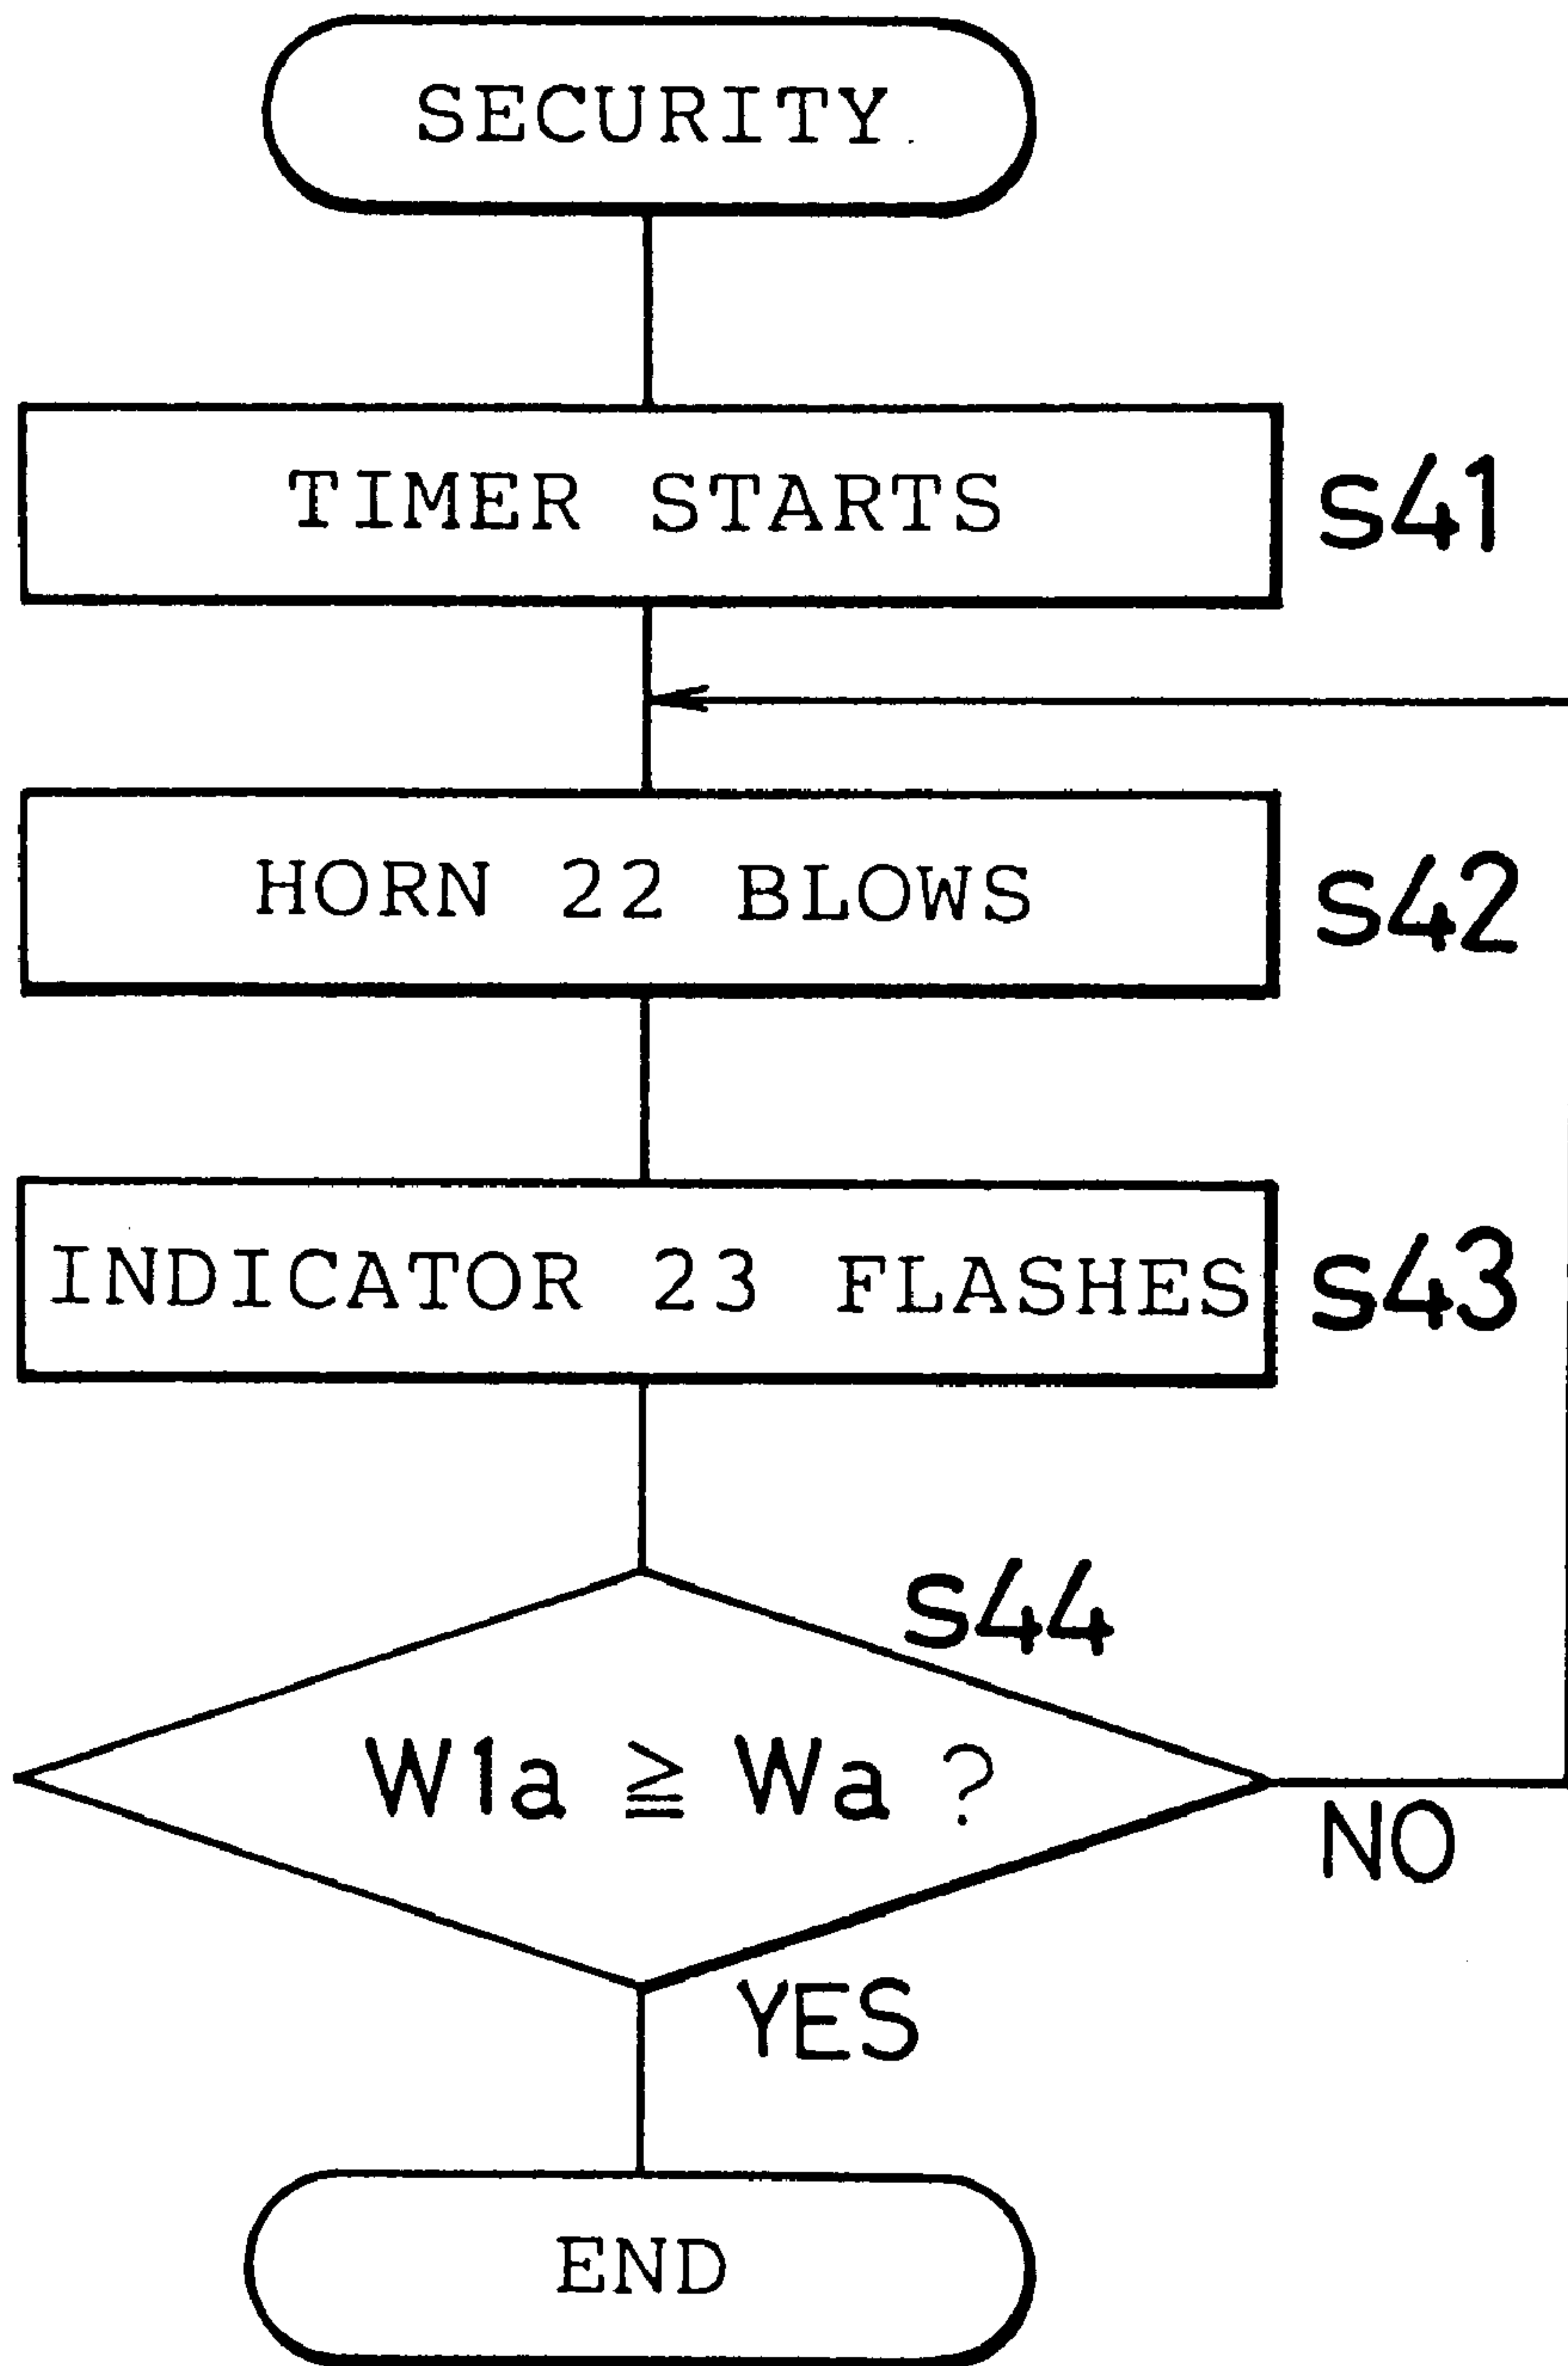 SECURITY
TIMER STARTS
s41
HORN 22 BLOWS
s42
INDICATOR 23 FLASHES
s43
s44
W1a ≧ Wa ?
NO
YES
END